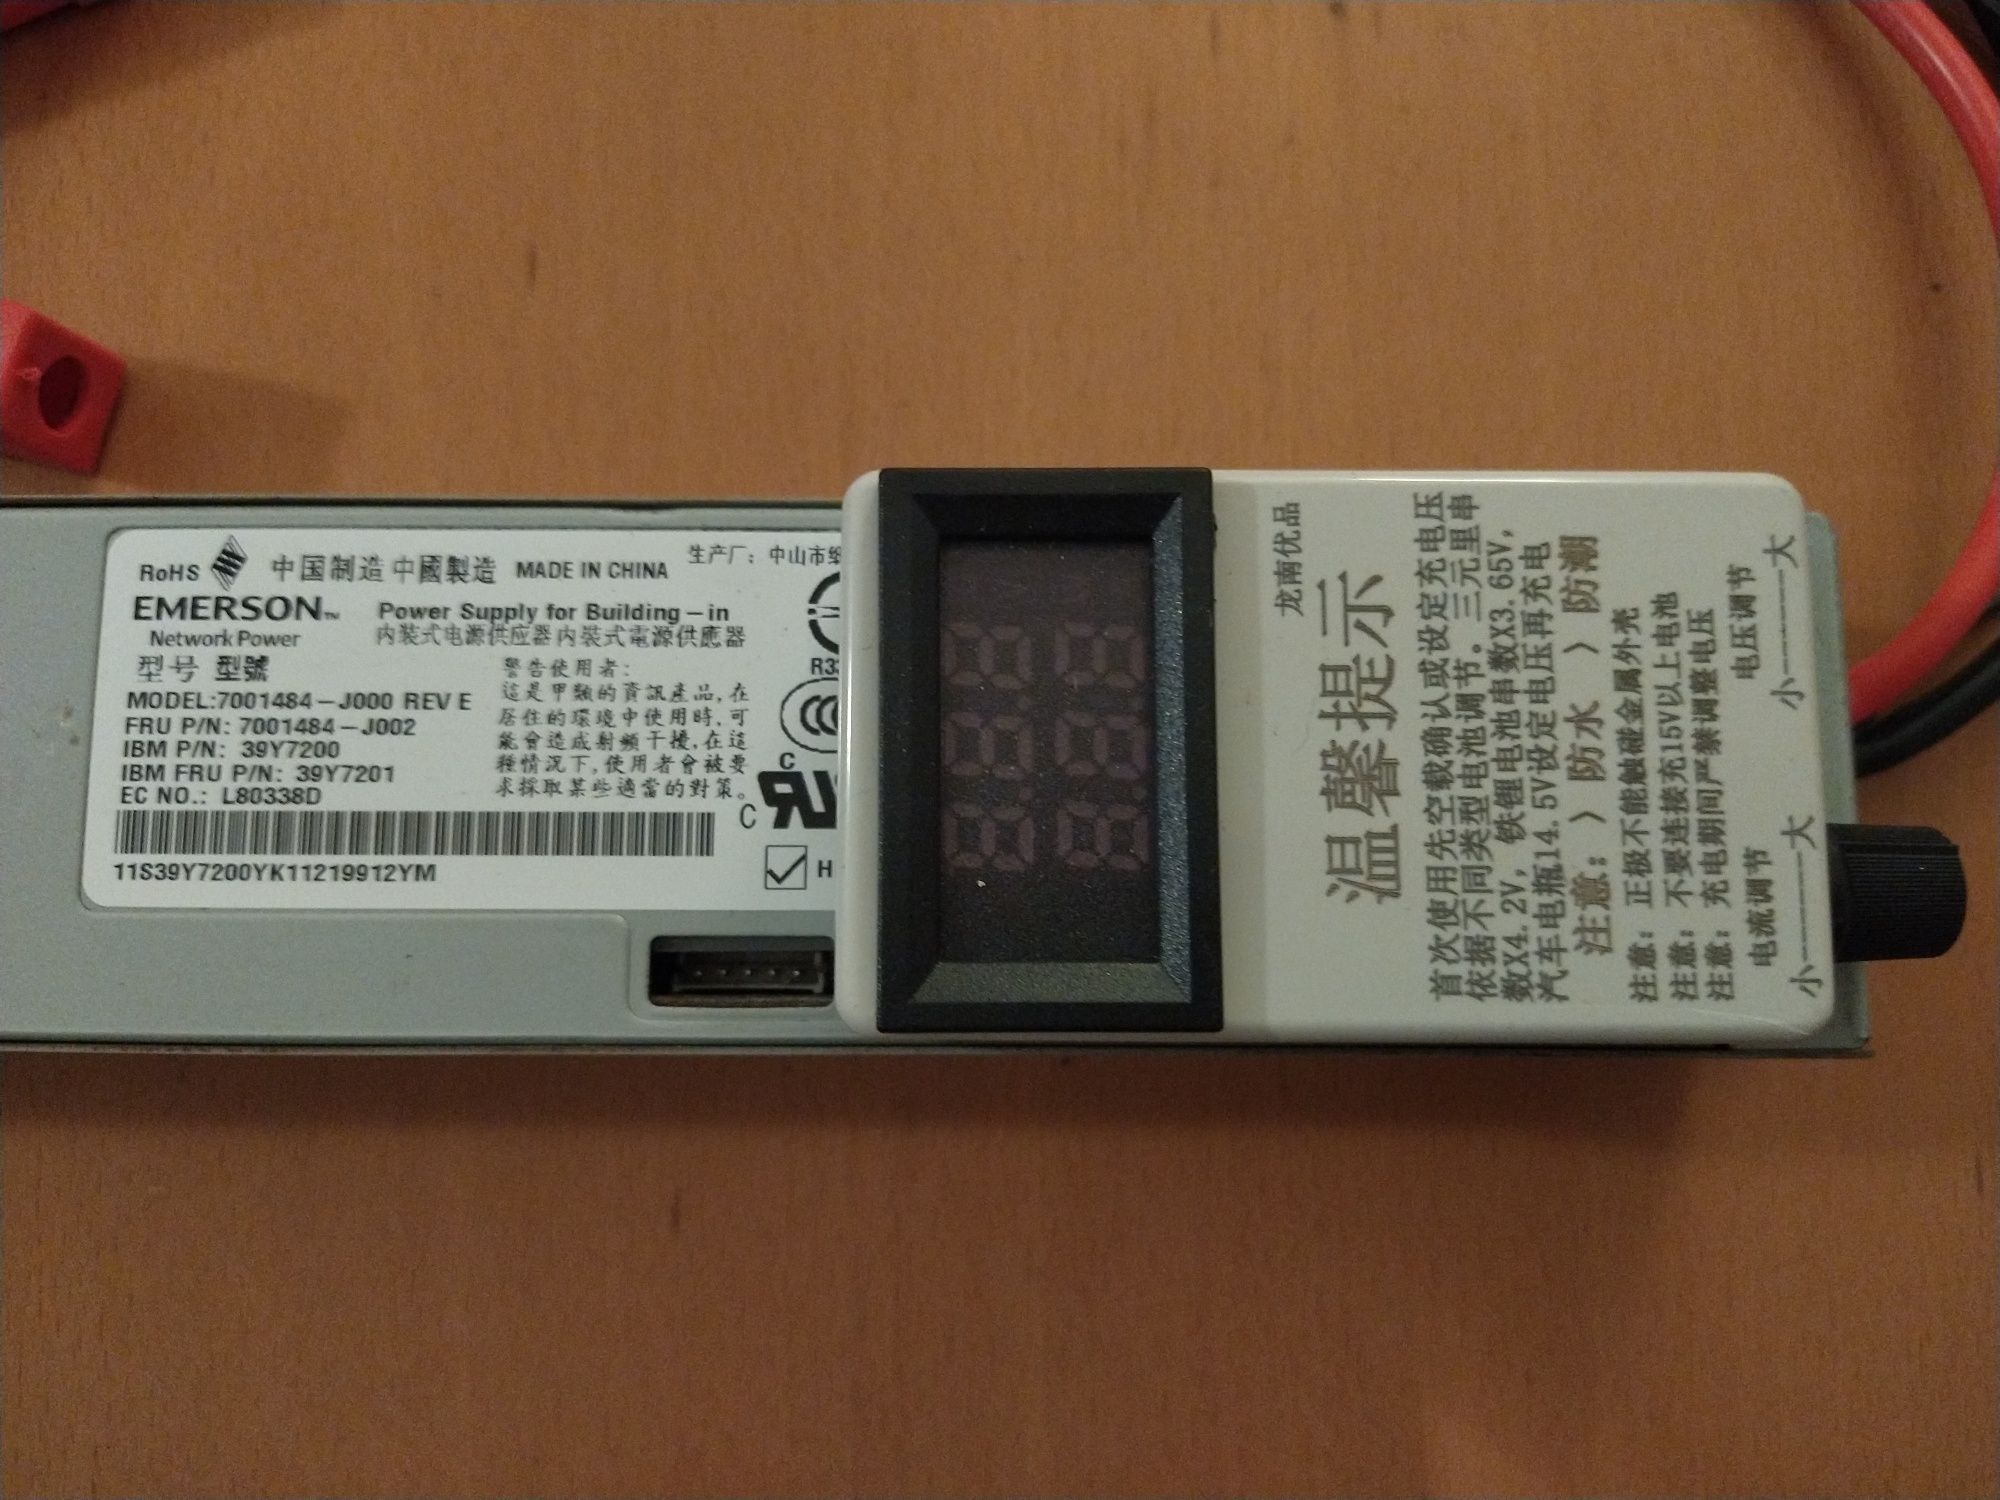 RoHS 中国制造 中國製造 MADE IN CHINA 生产厂: 中山市
EMERSON™ Power Supply for Building-in
Network Power 内装式电源供应器 內裝式電源供應器
型号 型號
MODEL:7001484-J000 REV E
FRU P/N: 7001484-J002
IBM P/N: 39Y7200
IBM FRU P/N: 39Y7201
EC NO.: L80338D
11S39Y7200YK11219912YM
警告使用者:
這是甲類的資訊產品,在
居住的環境中使用時,可
能會造成射頻干擾,在這
種情況下,使用者會被要
求採取某些適當的對策。
R33
C
C
H
龙南优品
温馨提示
首次使用先空载确认或设定充电压
依据不同类型电池调节。三元里串
数X4.2V, 铁锂电池串数X3.65V,
汽车电瓶14.5V设定电压再充电
注意:〉防水 〉防潮
注意: 正极不能触碰金属外壳
注意: 不要连接充15V以上电池
注意: 充电期间严禁调整电压
电流调节 电压调节
小———大 小———大